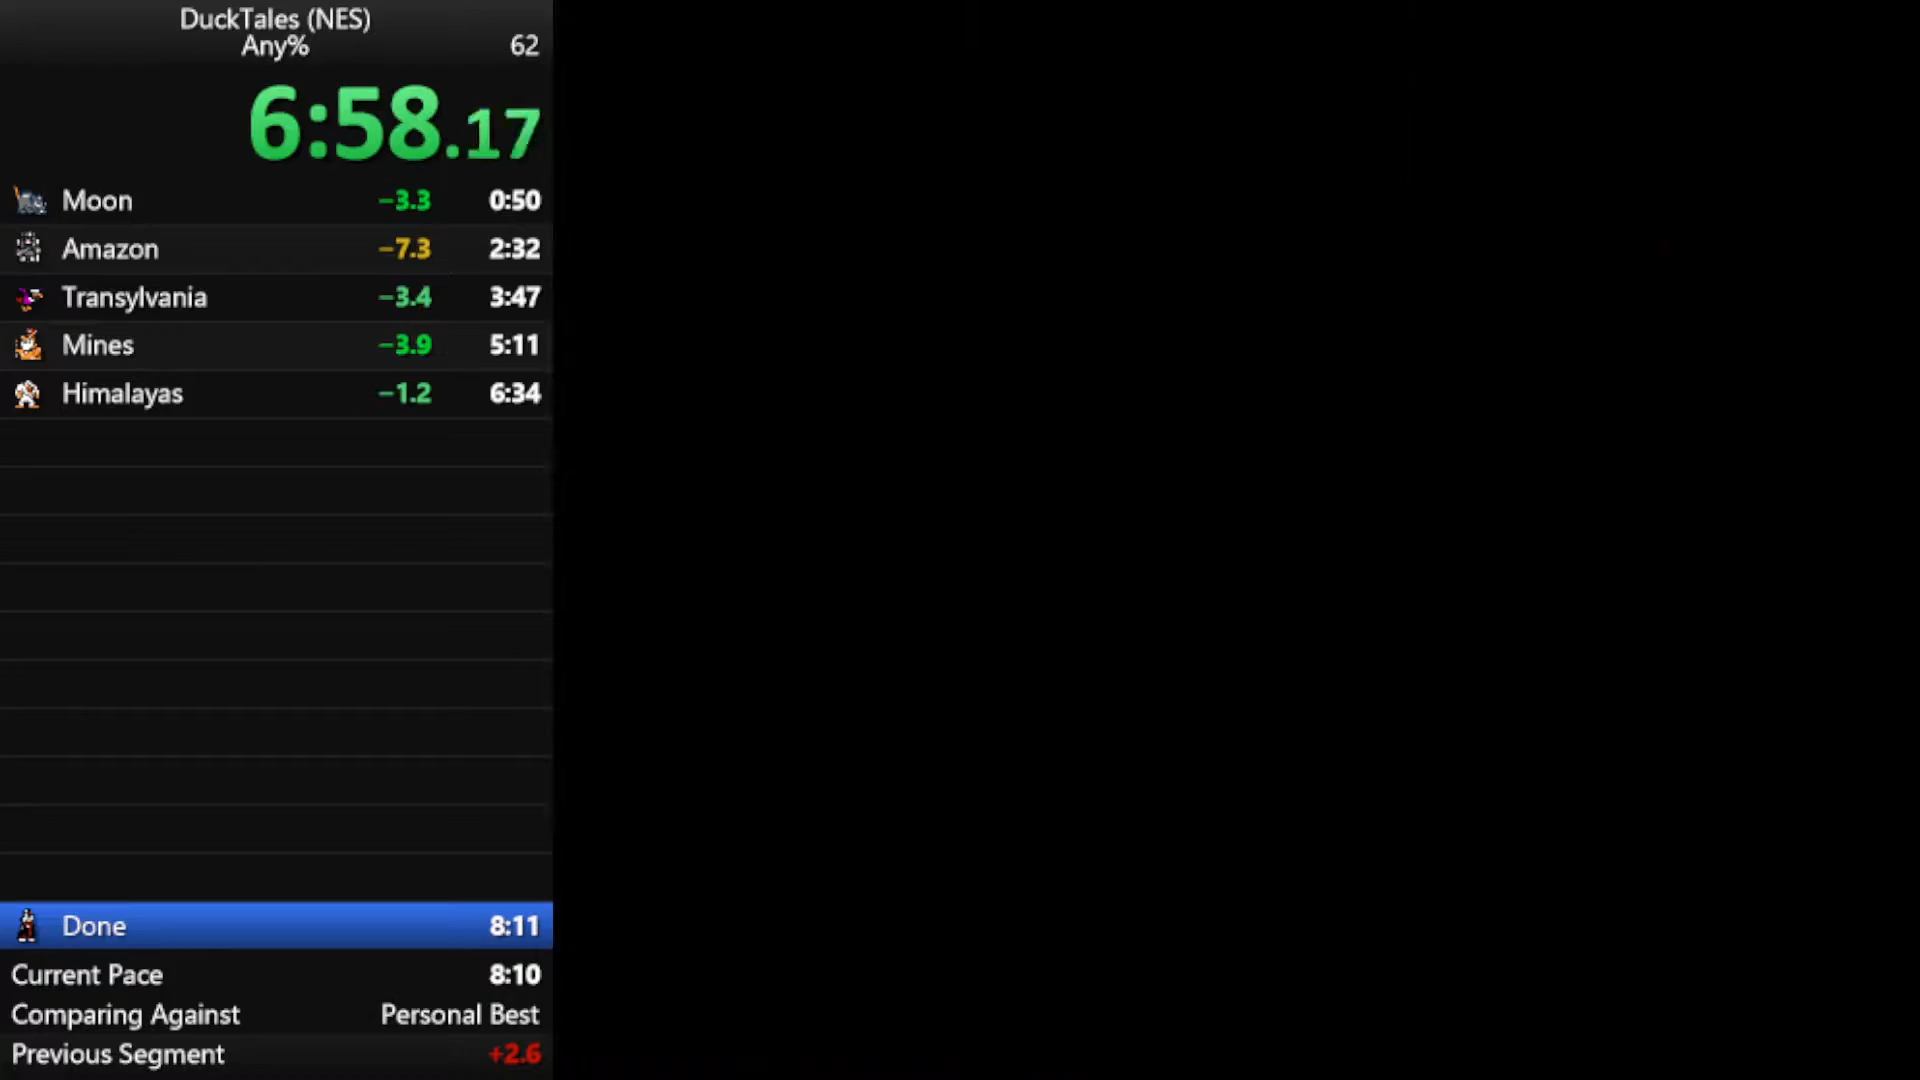 DuckTales (NES)
Any% 62
6:58.17
Moon −3.3 0:50
Amazon −7.3 2:32
Transylvania −3.4 3:47
Mines −3.9 5:11
Himalayas −1.2 6:34
Done 8:11
Current Pace 8:10
Comparing Against Personal Best
Previous Segment +2.6